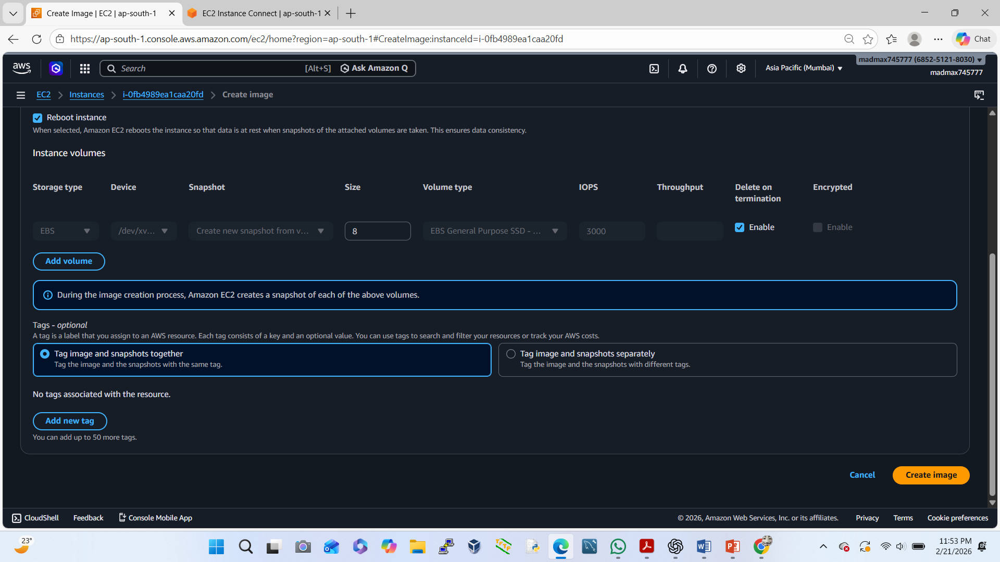 Create Image | EC2 | ap-south-1
EC2 Instance Connect | ap-south-1
https://ap-south-1.console.aws.amazon.com/ec2/home?region=ap-south-1#CreateImage:instanceId=i-0fb4989ea1caa20fd
Chat
aws
Search [Alt+S] Ask Amazon Q
Asia Pacific (Mumbai)
madmax745777 (6852-5121-8030)
madmax745777
EC2 > Instances > i-0fb4989ea1caa20fd > Create image
Reboot instance
When selected, Amazon EC2 reboots the instance so that data is at rest when snapshots of the attached volumes are taken. This ensures data consistency.
Instance volumes
Storage type Device Snapshot Size Volume type IOPS Throughput Delete on termination Encrypted
EBS /dev/xv... Create new snapshot from v... 8 EBS General Purpose SSD - ... 3000 Enable Enable
Add volume
During the image creation process, Amazon EC2 creates a snapshot of each of the above volumes.
Tags - optional
A tag is a label that you assign to an AWS resource. Each tag consists of a key and an optional value. You can use tags to search and filter your resources or track your AWS costs.
Tag image and snapshots together
Tag the image and the snapshots with the same tag.
Tag image and snapshots separately
Tag the image and the snapshots with different tags.
No tags associated with the resource.
Add new tag
You can add up to 50 more tags.
Cancel Create image
CloudShell Feedback Console Mobile App © 2026, Amazon Web Services, Inc. or its affiliates. Privacy Terms Cookie preferences
23°
TFTP
11:53 PM
2/21/2026